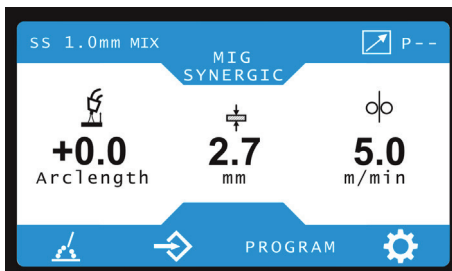 SS 1.0mm MIX
MIG
SYNERGIC
P--
+0.0
Arclength
2.7
mm
5.0
m/min
PROGRAM